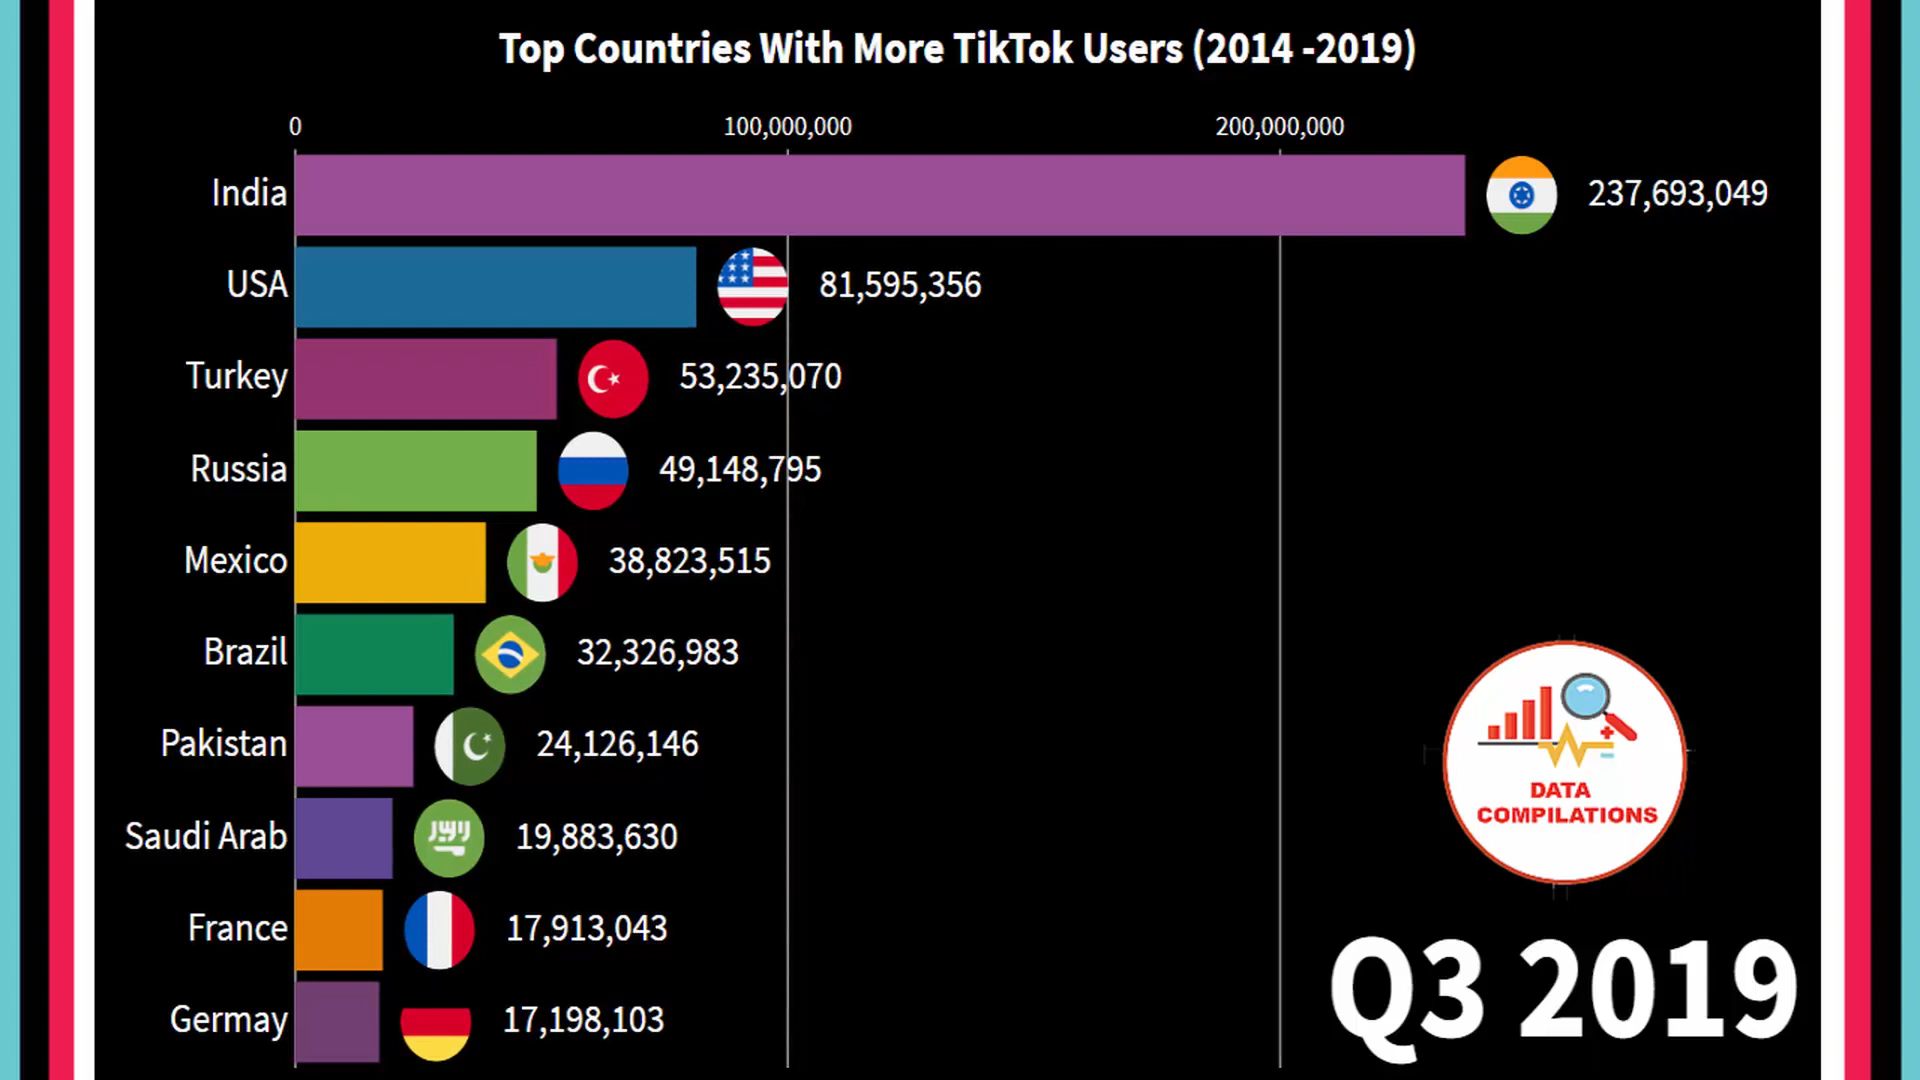 Top Countries With More TikTok Users (2014 -2019)
0 100,000,000 200,000,000
India 237,693,049
USA 81,595,356
Turkey 53,235,070
Russia 49,148,795
Mexico 38,823,515
Brazil 32,326,983
Pakistan 24,126,146
Saudi Arab 19,883,630
France 17,913,043
Germay 17,198,103
DATA
COMPILATIONS
Q3 2019